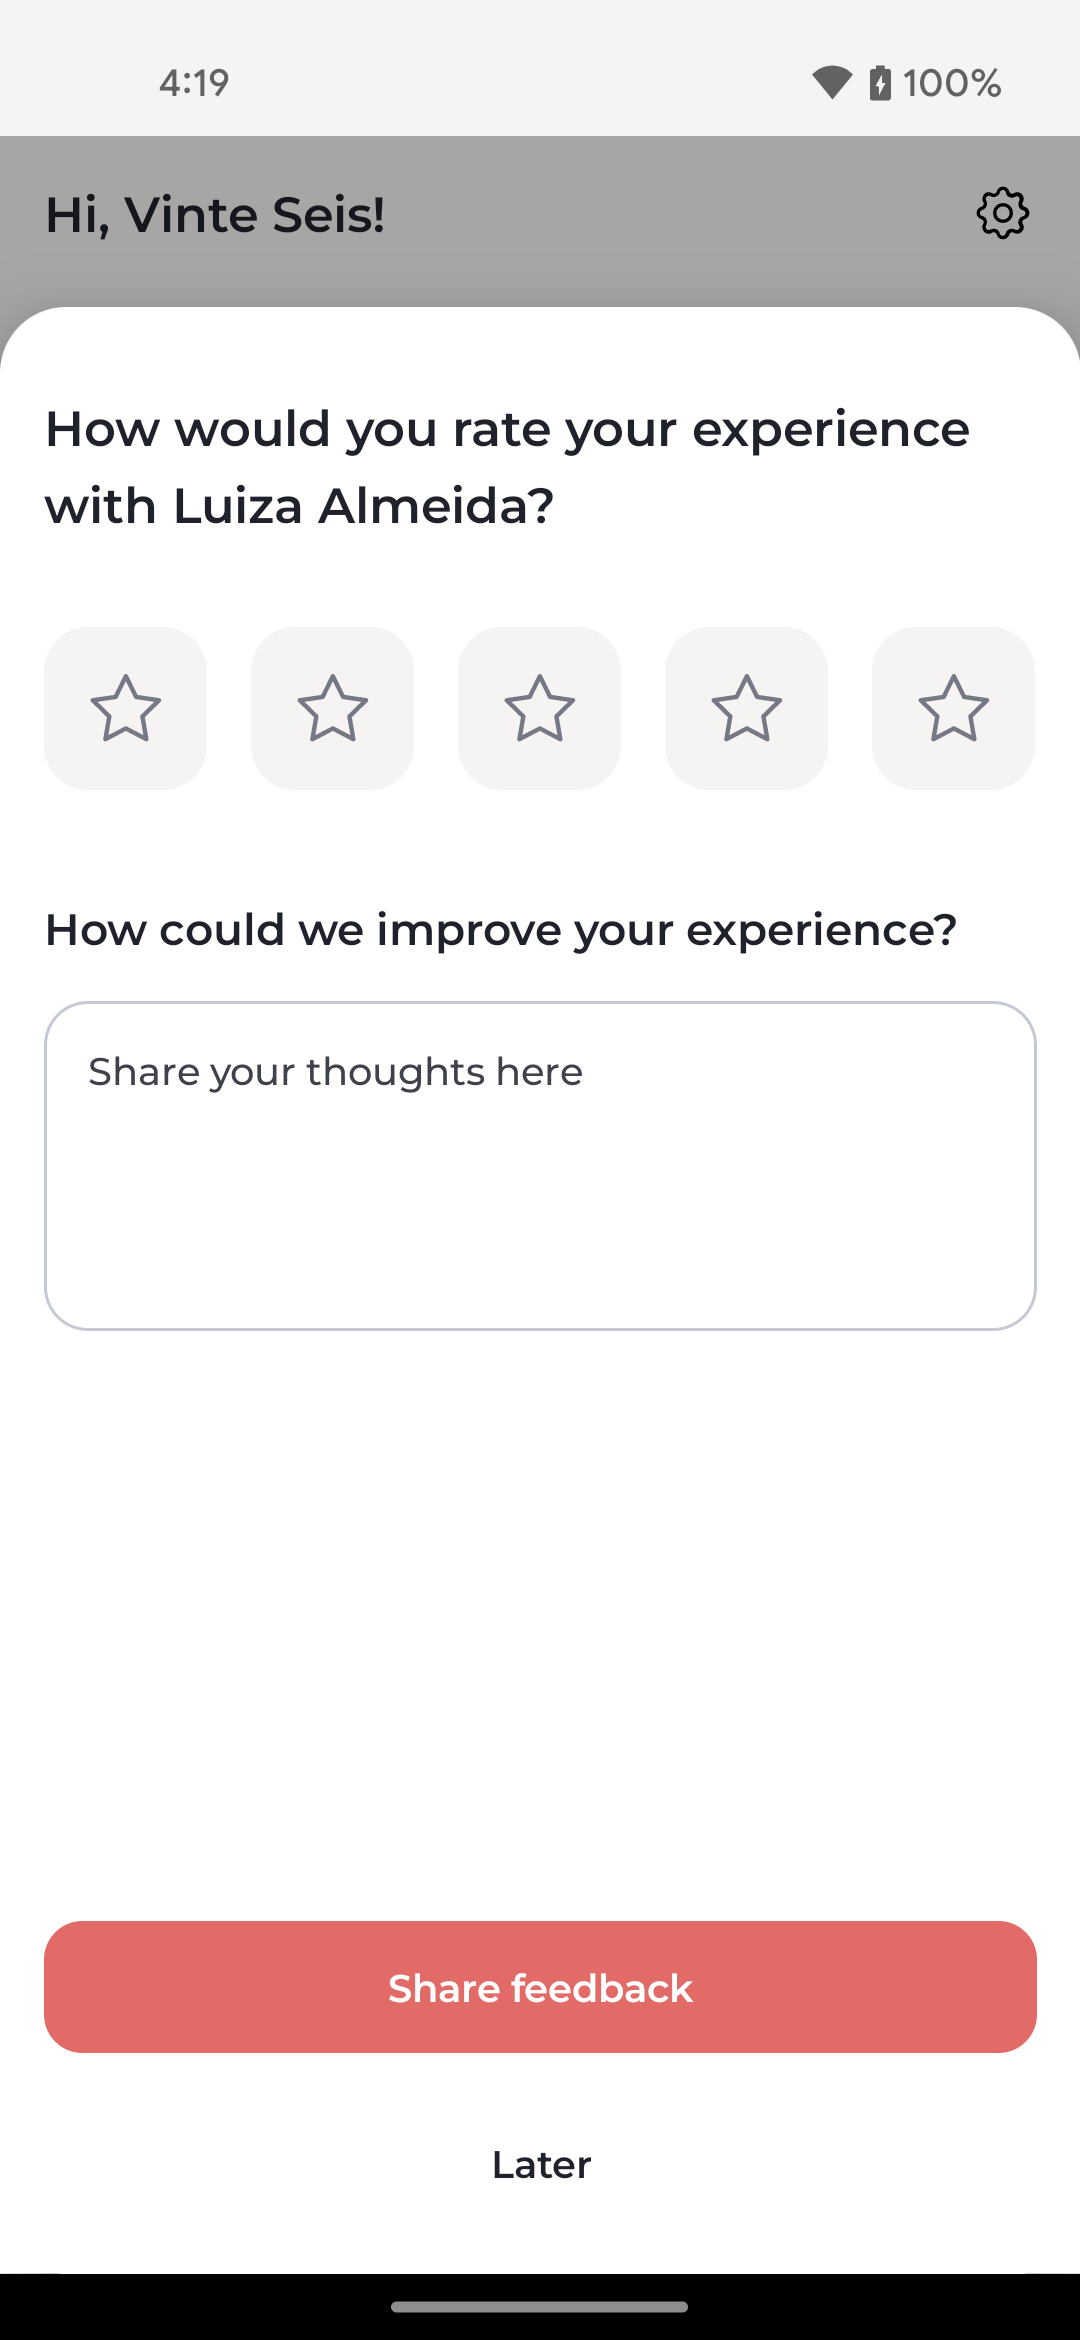 4:19
100%
Hi, Vinte Seis!
How would you rate your experience
with Luiza Almeida?
How could we improve your experience?
Share your thoughts here
Share feedback
Later